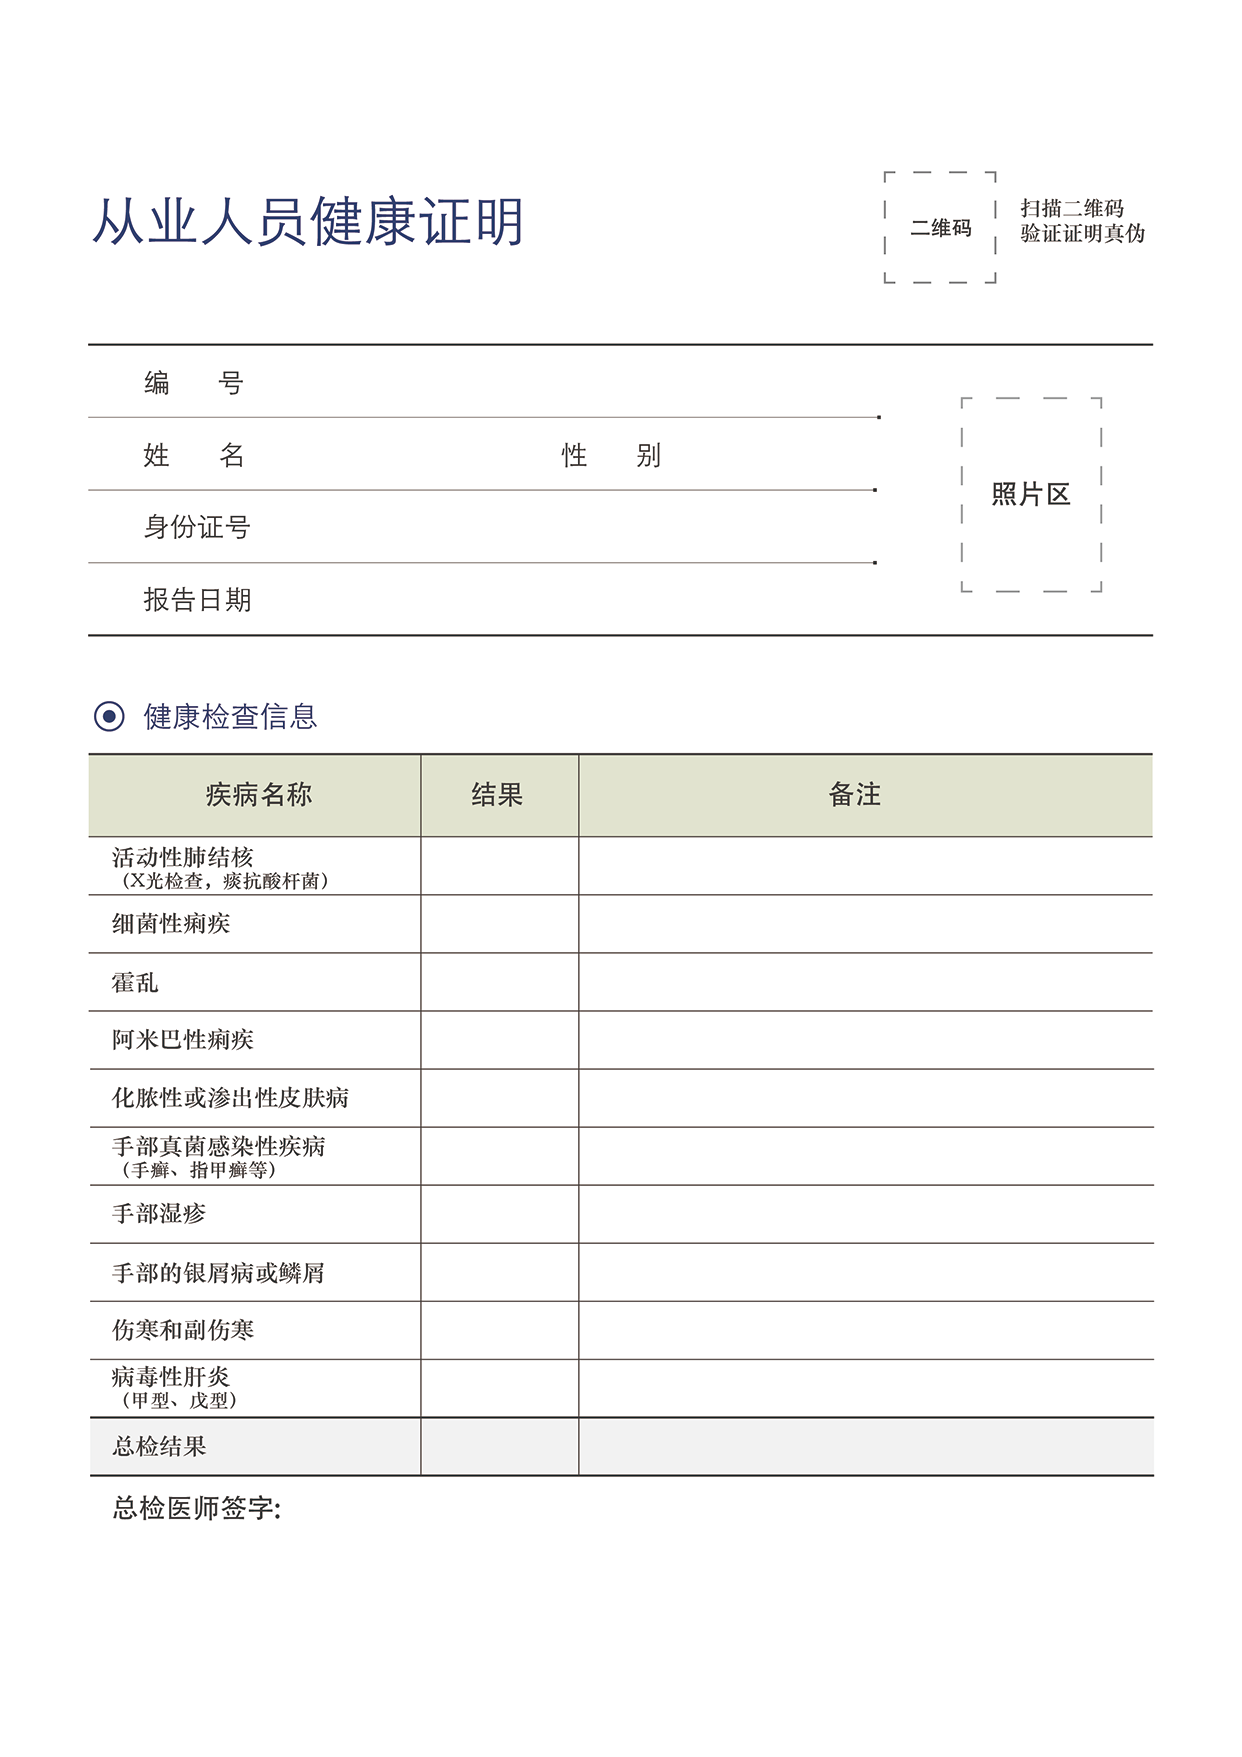 从业人员健康证明
二维码
扫描二维码
验证证明真伪
编 号
姓 名 性 别
身份证号
报告日期
照片区
健康检查信息
疾病名称 结果 备注
活动性肺结核
（X光检查，痰抗酸杆菌）
细菌性痢疾
霍乱
阿米巴性痢疾
化脓性或渗出性皮肤病
手部真菌感染性疾病
（手癣、指甲癣等）
手部湿疹
手部的银屑病或鳞屑
伤寒和副伤寒
病毒性肝炎
（甲型、戊型）
总检结果
总检医师签字: